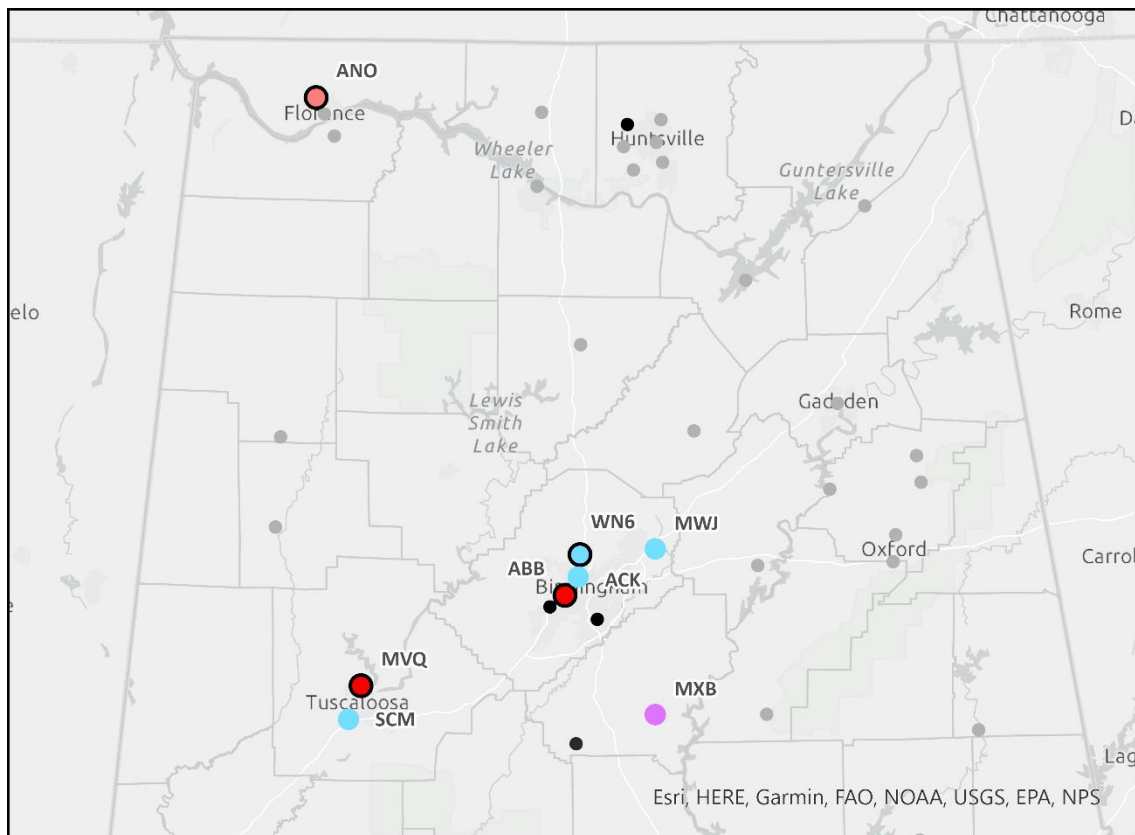 Chattanooga
ANO
Florence
Huntsville
Wheeler
Lake
Guntersville
Lake
elo
Rome
Lewis
Smith
Lake
Gadsden
WN6
MWJ
ABB
ACK
Birmingham
Oxford
Carrol
MVQ
Tuscaloosa
SCM
MXB
Lag
Esri, HERE, Garmin, FAO, NOAA, USGS, EPA, NPS